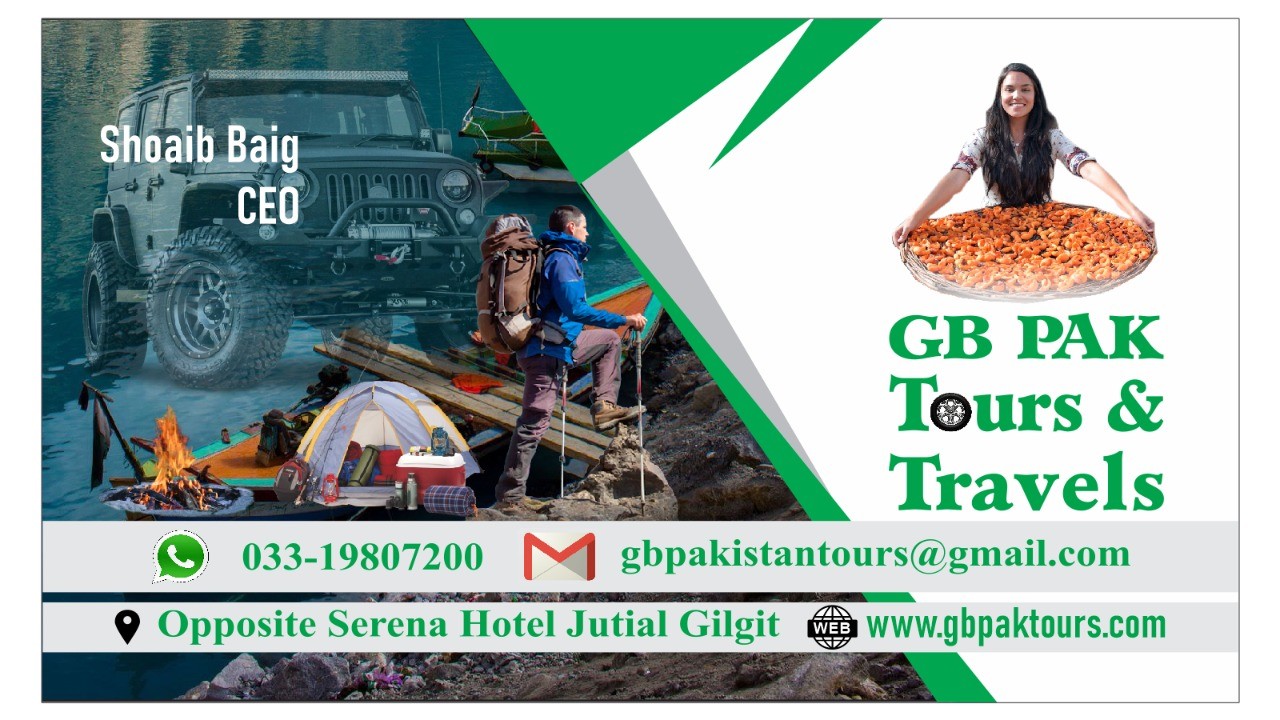 Shoaib Baig
CEO
GB PAK
Tours &
Travels
033-19807200
gbpakistantours@gmail.com
Opposite Serena Hotel Jutial Gilgit
WEB
www.gbpaktours.com